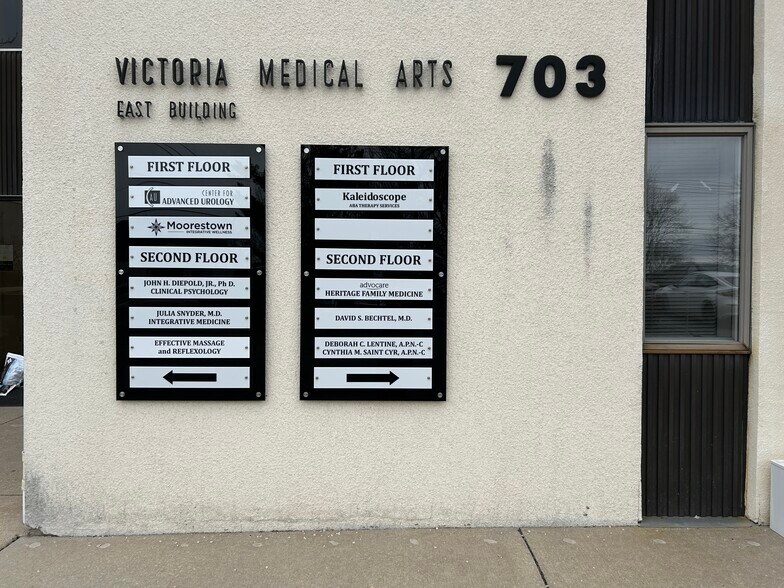 VICTORIA MEDICAL ARTS 703
EAST BUILDING
FIRST FLOOR
CENTER FOR
ADVANCED UROLOGY
Moorestown
INTEGRATIVE WELLNESS
SECOND FLOOR
JOHN H. DIEPOLD, JR., Ph D.
CLINICAL PSYCHOLOGY
JULIA SNYDER, M.D.
INTEGRATIVE MEDICINE
EFFECTIVE MASSAGE
and REFLEXOLOGY
FIRST FLOOR
Kaleidoscope
ABA THERAPY SERVICES
SECOND FLOOR
advocare
HERITAGE FAMILY MEDICINE
DAVID S. BECHTEL, M.D.
DEBORAH C. LENTINE, A.P.N.-C
CYNTHIA M. SAINT CYR, A.P.N.-C